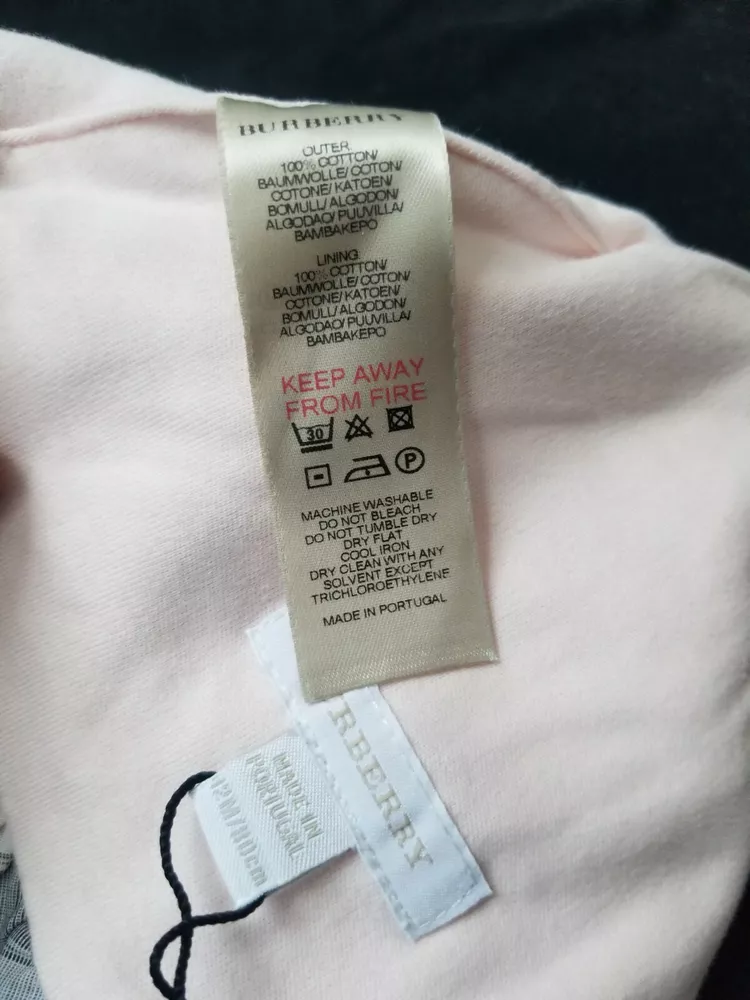 BURBERRY
OUTER:
100% COTTON/
BAUMWOLLE/ COTON/
COTONE/ KATOEN/
BOMULL/ ALGODON/
ALGODAO/ PUUVILLA/
BAMBAKEPO
LINING:
100% COTTON/
BAUMWOLLE/ COTON/
COTONE/ KATOEN/
BOMULL/ ALGODON/
ALGODAO/ PUUVILLA/
BAMBAKEPO
KEEP AWAY
FROM FIRE
30
P
MACHINE WASHABLE
DO NOT BLEACH
DO NOT TUMBLE DRY
DRY FLAT
COOL IRON
DRY CLEAN WITH ANY
SOLVENT EXCEPT
TRICHLOROETHYLENE
MADE IN PORTUGAL
RBERRY
MADE IN
PORTUGAL
12M/80cm